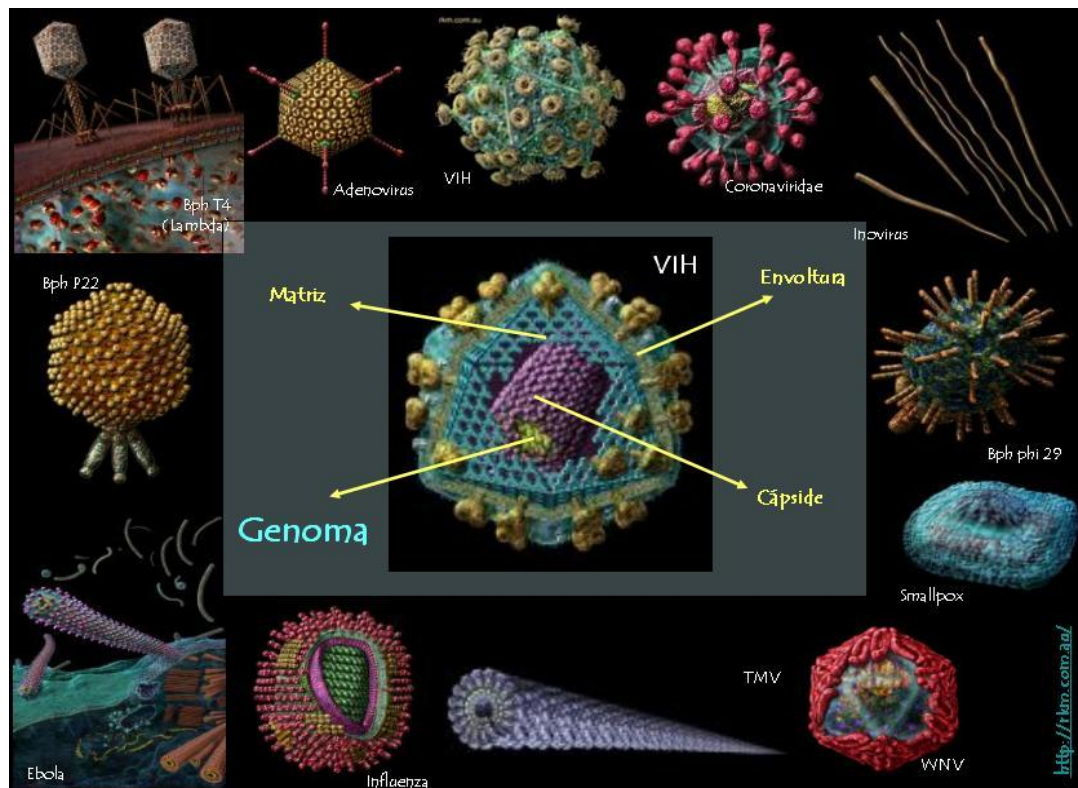 rkm.com.au
Bph T4
(Lambda)
Adenovirus
VIH
Coronaviridae
Inovirus
Bph P22
VIH
Matriz
Envoltura
Bph phi 29
Genoma
Cápside
Smallpox
Ebola
Influenza
TMV
WNV
http://rkm.com.au/